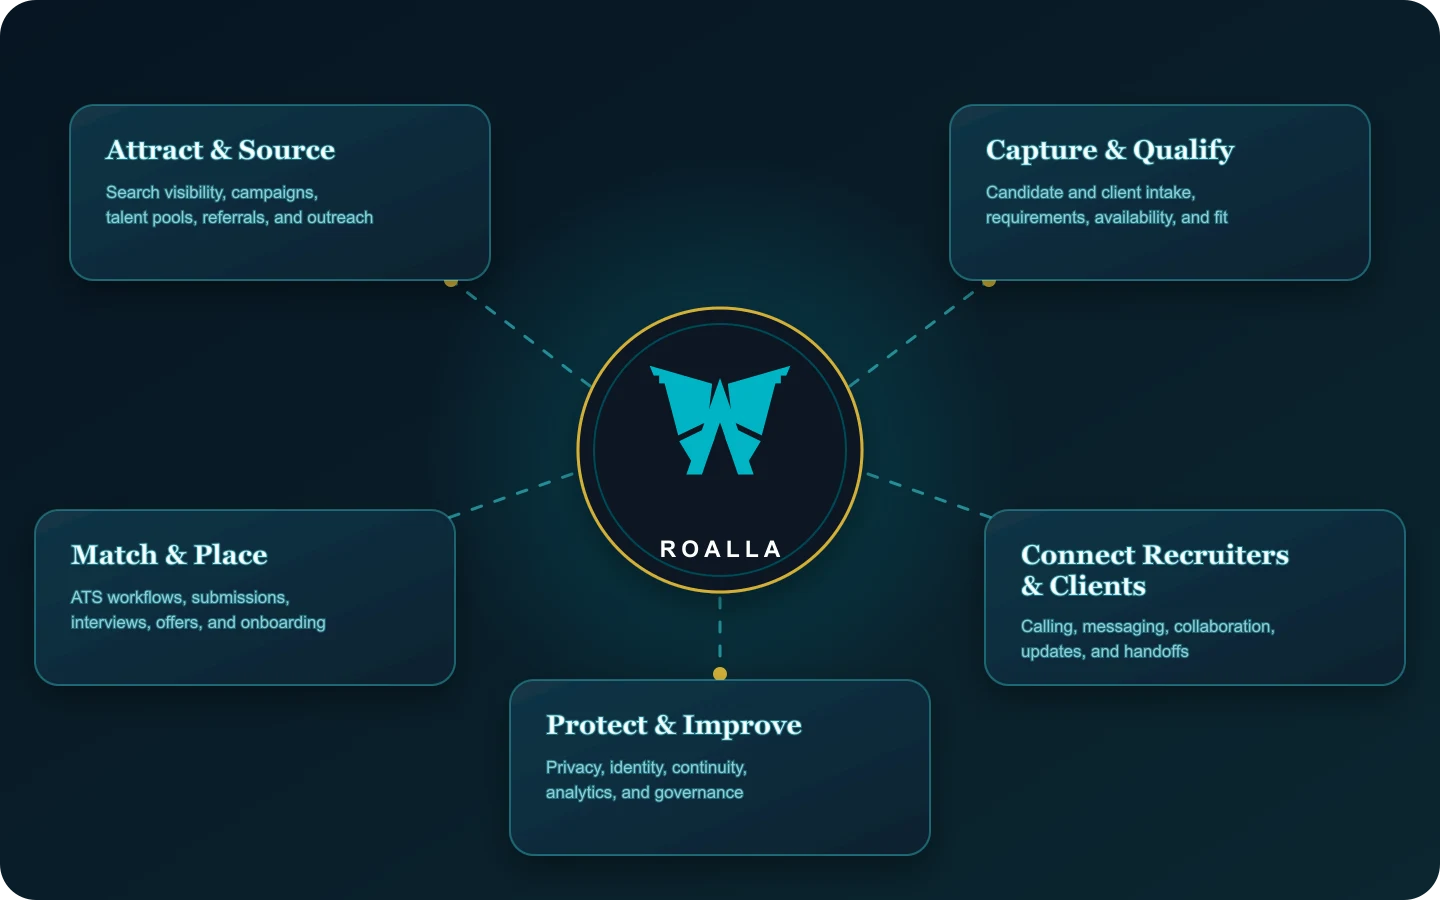 Attract & Source
Search visibility, campaigns,
talent pools, referrals, and outreach
Capture & Qualify
Candidate and client intake,
requirements, availability, and fit
ROALLA
Match & Place
ATS workflows, submissions,
interviews, offers, and onboarding
Connect Recruiters
& Clients
Calling, messaging, collaboration,
updates, and handoffs
Protect & Improve
Privacy, identity, continuity,
analytics, and governance